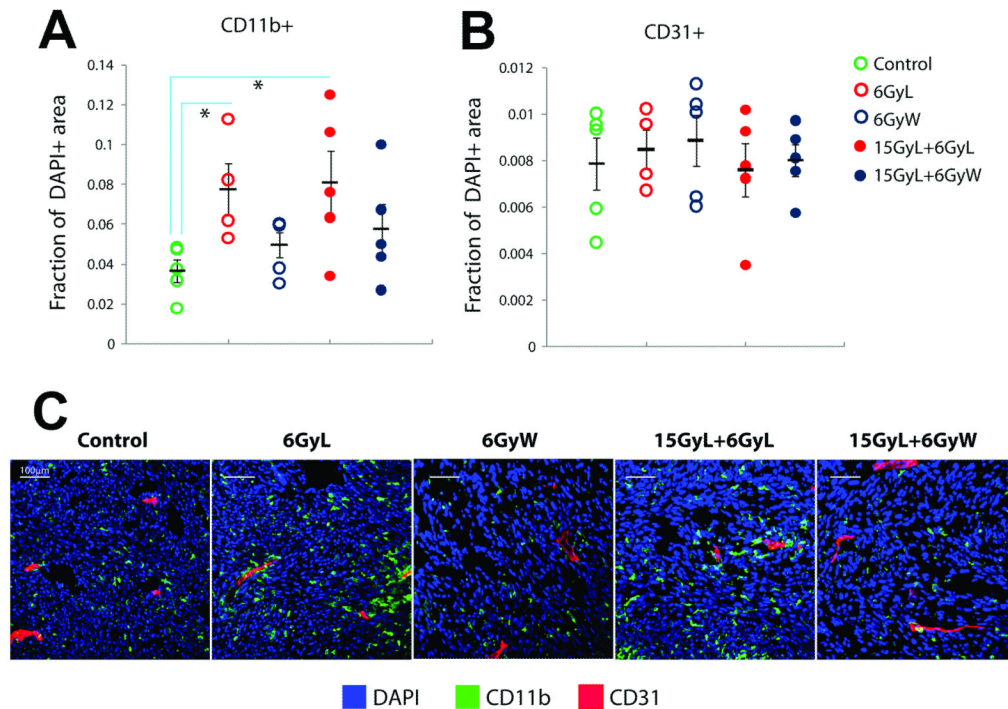 A
CD11b+
Fraction of DAPI+ area
0.14
0.12
0.1
0.08
0.06
0.04
0.02
0
*
*
B
CD31+
Fraction of DAPI+ area
0.012
0.01
0.008
0.006
0.004
0.002
0
Control
6GyL
6GyW
15GyL+6GyL
15GyL+6GyW
C
Control 6GyL 6GyW 15GyL+6GyL 15GyL+6GyW
100µm
DAPI CD11b CD31